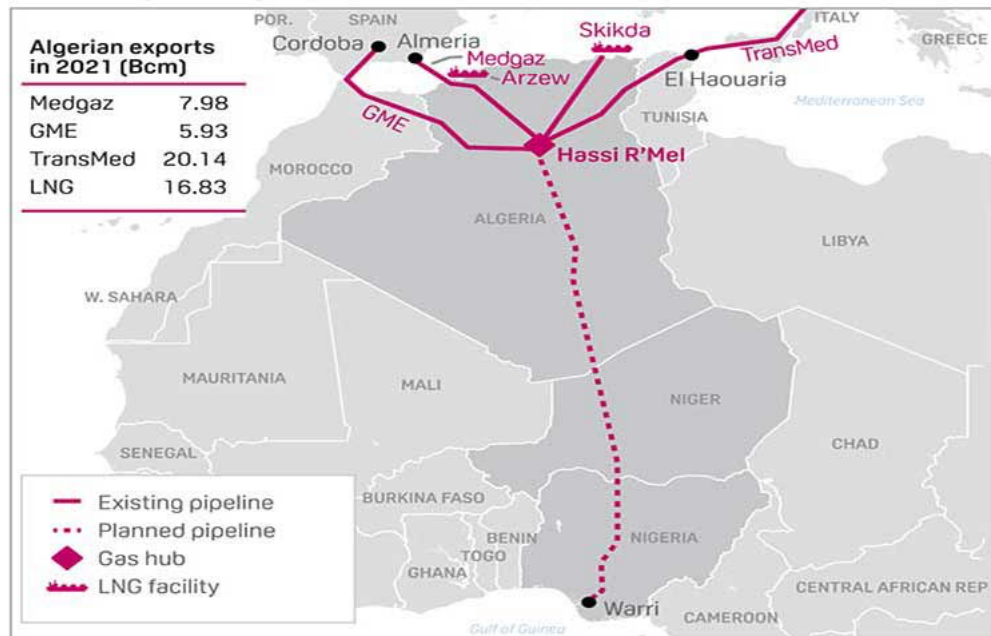 POR.
SPAIN
ITALY
GREECE
Algerian exports
in 2021 (Bcm)
Medgaz 7.98
GME 5.93
TransMed 20.14
LNG 16.83
Cordoba
Almeria
Medgaz
Arzew
Skikda
TransMed
El Haouaria
Mediterranean Sea
GME
TUNISIA
Hassi R'Mel
MOROCCO
ALGERIA
LIBYA
W. SAHARA
MAURITANIA
MALI
NIGER
CHAD
SENEGAL
Existing pipeline
Planned pipeline
Gas hub
LNG facility
BURKINA FASO
BENIN
TOGO
GHANA
NIGERIA
CENTRAL AFRICAN REP
Warri
CAMEROON
Gulf of Guinea